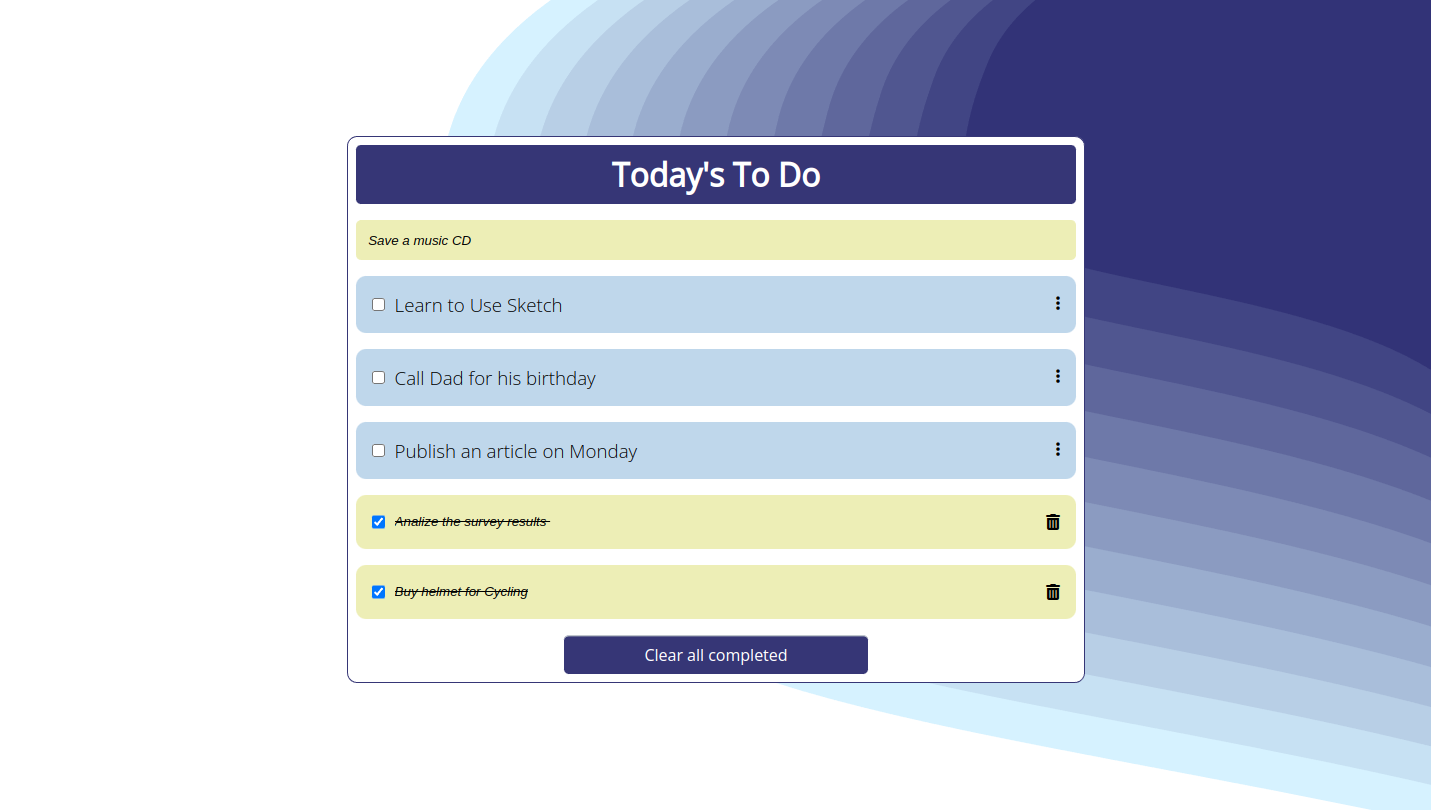 Today's To Do
Save a music CD
Learn to Use Sketch
Call Dad for his birthday
Publish an article on Monday
Analize the survey results
Buy helmet for Cycling
Clear all completed